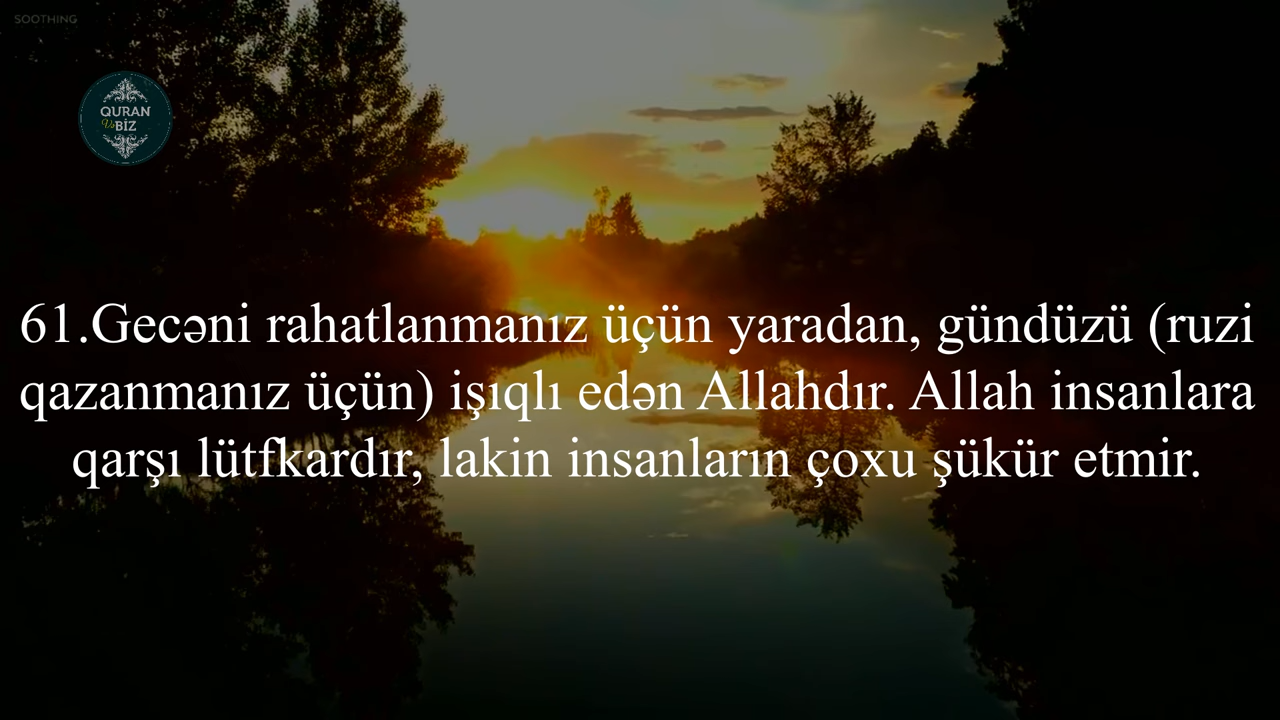 SOOTHING
QURAN
Və BİZ
61.Gecəni rahatlanmanız üçün yaradan, gündüzü (ruzi
qazanmanız üçün) işıqlı edən Allahdır. Allah insanlara
qarşı lütfkardır, lakin insanların çoxu şükür etmir.